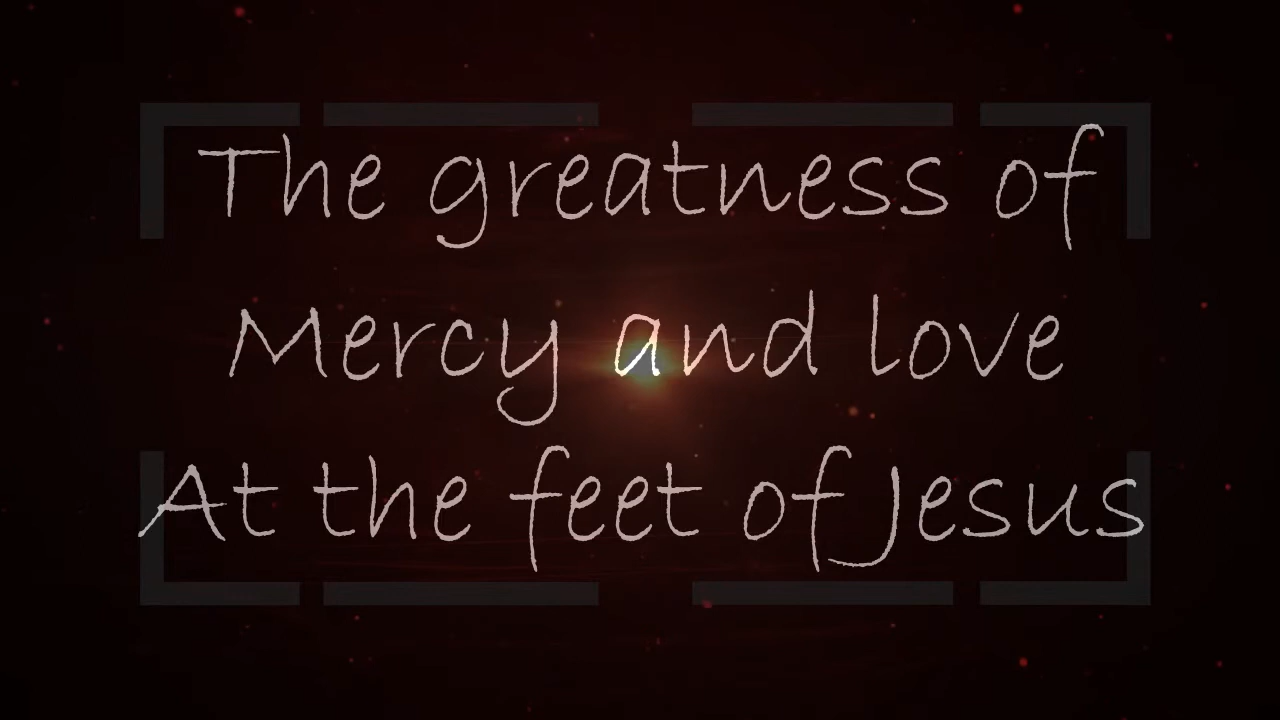 The greatness of
Mercy and love
At the feet of Jesus